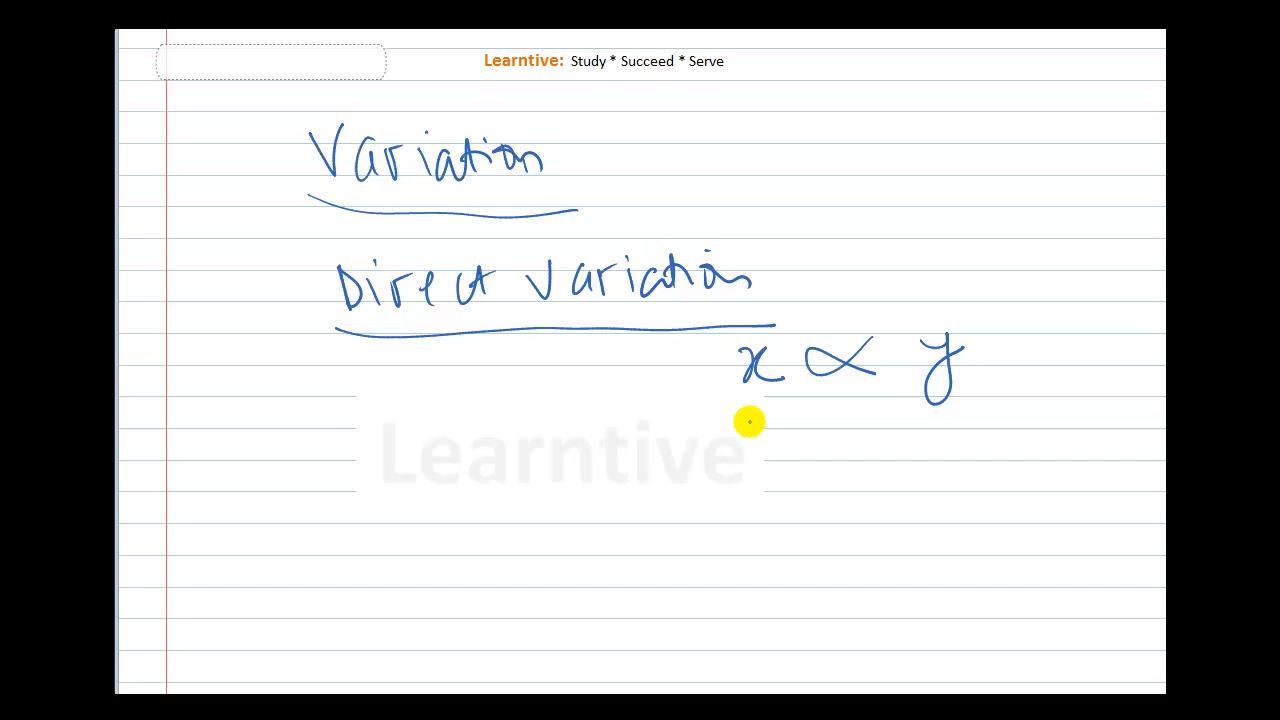 Learntive: Study * Succeed * Serve
Variation
Direct Variation
x ∝ y
Learntive